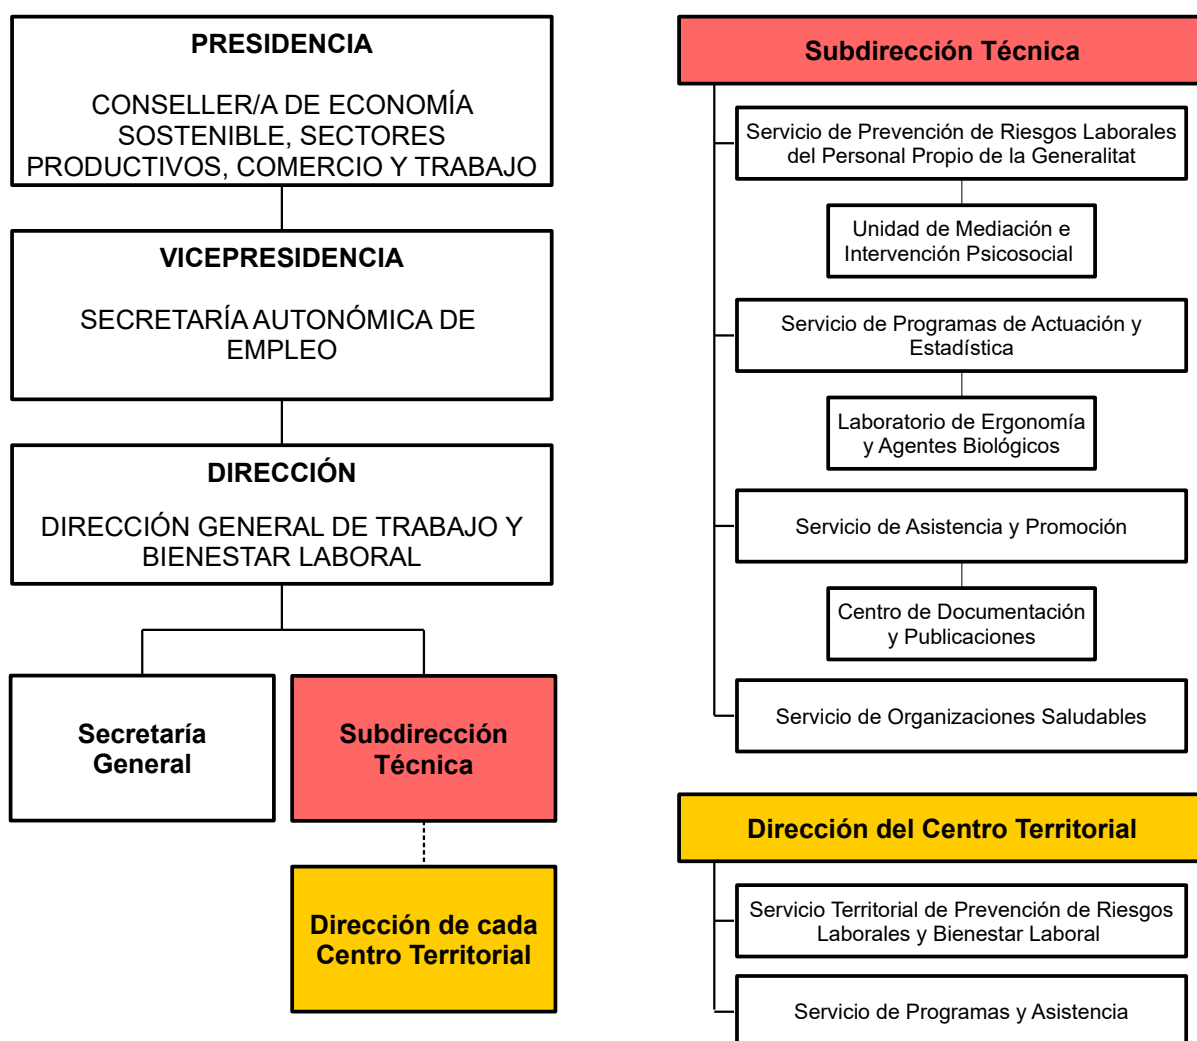 PRESIDENCIA
CONSELLER/A DE ECONOMÍA
SOSTENIBLE, SECTORES
PRODUCTIVOS, COMERCIO Y TRABAJO
VICEPRESIDENCIA
SECRETARÍA AUTONÓMICA DE
EMPLEO
DIRECCIÓN
DIRECCIÓN GENERAL DE TRABAJO Y
BIENESTAR LABORAL
Secretaría
General
Subdirección
Técnica
Dirección de cada
Centro Territorial
Subdirección Técnica
Servicio de Prevención de Riesgos Laborales
del Personal Propio de la Generalitat
Unidad de Mediación e
Intervención Psicosocial
Servicio de Programas de Actuación y
Estadística
Laboratorio de Ergonomía
y Agentes Biológicos
Servicio de Asistencia y Promoción
Centro de Documentación
y Publicaciones
Servicio de Organizaciones Saludables
Dirección del Centro Territorial
Servicio Territorial de Prevención de Riesgos
Laborales y Bienestar Laboral
Servicio de Programas y Asistencia